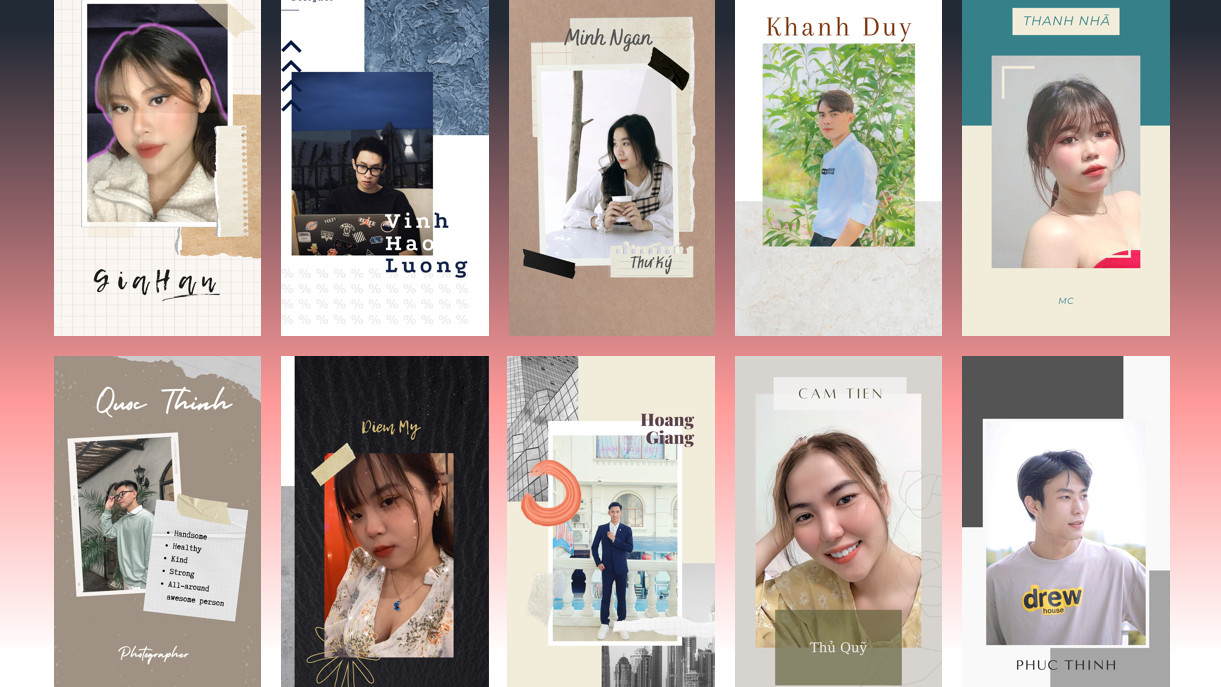 GiaHan
Designer
Vinh
Hao
Luong
Minh Ngan
Thư Ký
Khanh Duy
THANH NHÃ
MC
Quoc Thinh
• Handsome
• Healthy
• Kind
• Strong
• All-around
awesome person
Photographer
Diem My
Hoang
Giang
CAM TIEN
Thủ Quỹ
drew
house
PHUC THINH